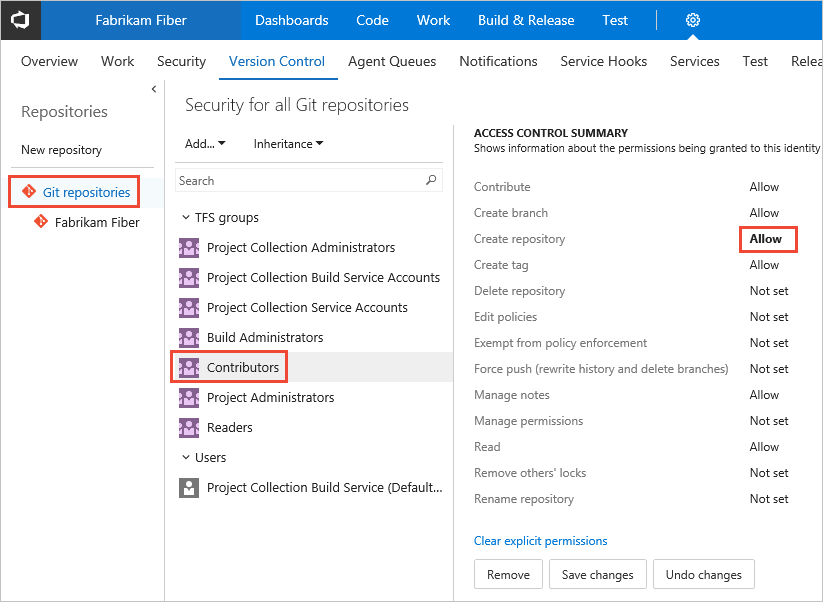 Fabrikam Fiber Dashboards Code Work Build & Release Test
Overview Work Security Version Control Agent Queues Notifications Service Hooks Services Test Relea
Repositories
New repository
Git repositories
Fabrikam Fiber
Security for all Git repositories
Add... Inheritance
Search
TFS groups
Project Collection Administrators
Project Collection Build Service Accounts
Project Collection Service Accounts
Build Administrators
Contributors
Project Administrators
Readers
Users
Project Collection Build Service (Default...
ACCESS CONTROL SUMMARY
Shows information about the permissions being granted to this identity
Contribute Allow
Create branch Allow
Create repository Allow
Create tag Allow
Delete repository Not set
Edit policies Not set
Exempt from policy enforcement Not set
Force push (rewrite history and delete branches) Not set
Manage notes Allow
Manage permissions Not set
Read Allow
Remove others' locks Not set
Rename repository Not set
Clear explicit permissions
Remove Save changes Undo changes